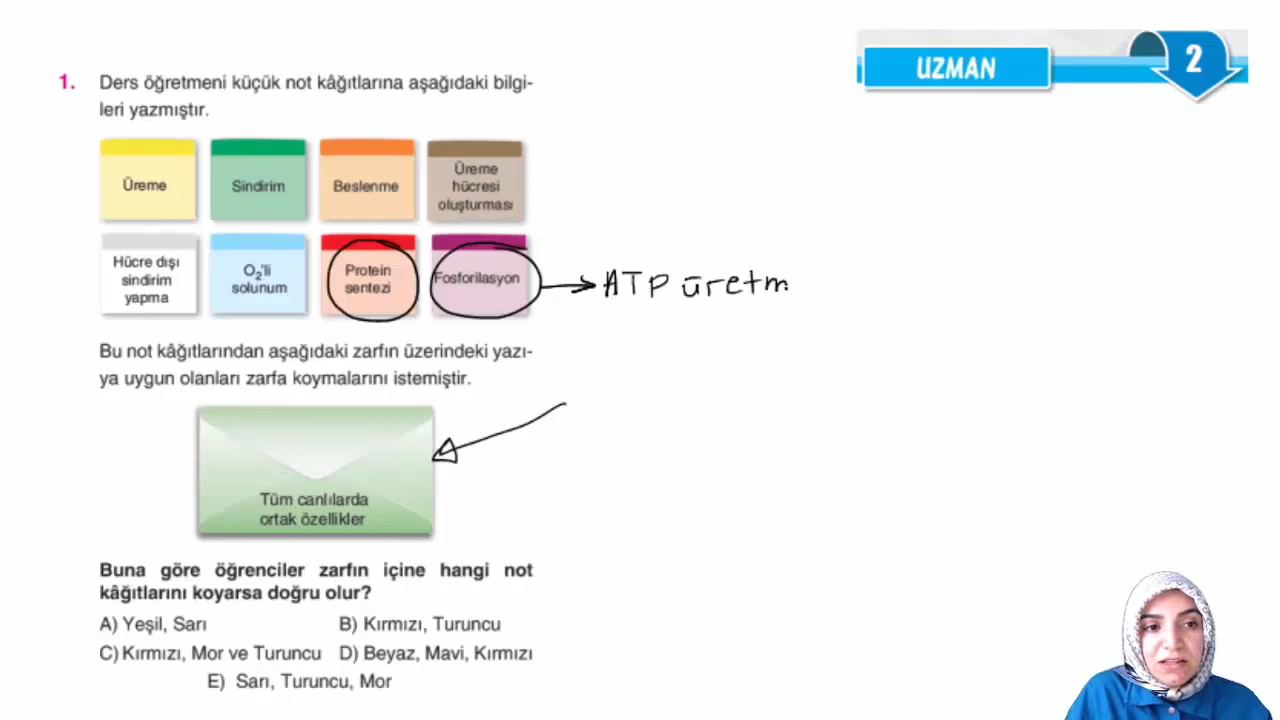 UZMAN
2
1. Ders öğretmeni küçük not kâğıtlarına aşağıdaki bilgi-
leri yazmıştır.
Üreme
Sindirim
Beslenme
Üreme
hücresi
oluşturması
Hücre dışı
sindirim
yapma
O₂'li
solunum
Protein
sentezi
Fosforilasyon
ATP üretm
Bu not kâğıtlarından aşağıdaki zarfın üzerindeki yazı-
ya uygun olanları zarfa koymalarını istemiştir.
Tüm canlılarda
ortak özellikler
Buna göre öğrenciler zarfın içine hangi not
kâğıtlarını koyarsa doğru olur?
A) Yeşil, Sarı
B) Kırmızı, Turuncu
C) Kırmızı, Mor ve Turuncu
D) Beyaz, Mavi, Kırmızı
E) Sarı, Turuncu, Mor